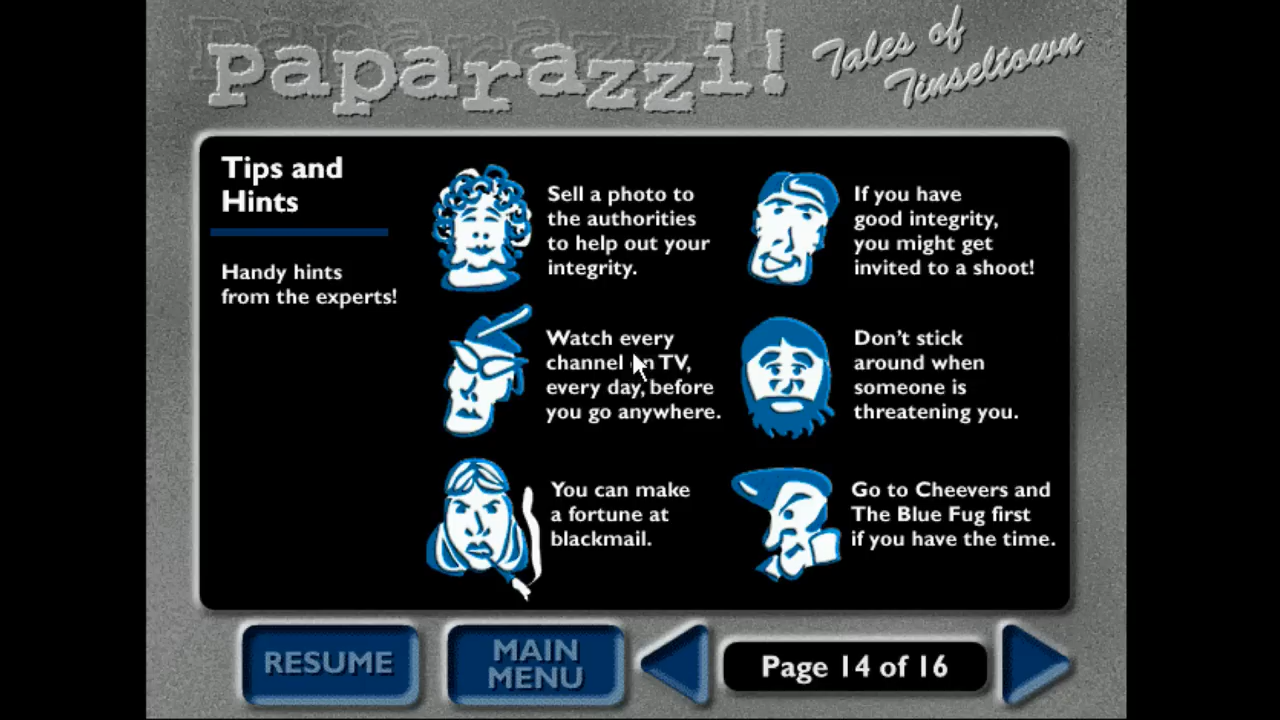 paparazzi!
Tales of
Tinseltown
Tips and
Hints
Handy hints
from the experts!
Sell a photo to
the authorities
to help out your
integrity.
If you have
good integrity,
you might get
invited to a shoot!
Watch every
channel on TV,
every day, before
you go anywhere.
Don't stick
around when
someone is
threatening you.
You can make
a fortune at
blackmail.
Go to Cheevers and
The Blue Fug first
if you have the time.
RESUME
MAIN
MENU
Page 14 of 16